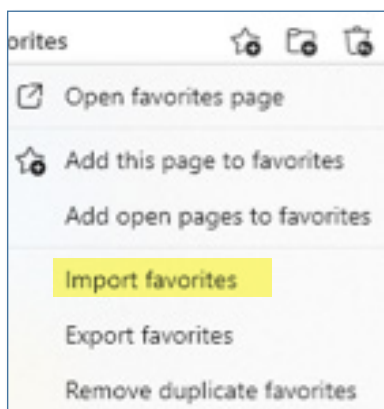 orites
Open favorites page
Add this page to favorites
Add open pages to favorites
Import favorites
Export favorites
Remove duplicate favorites